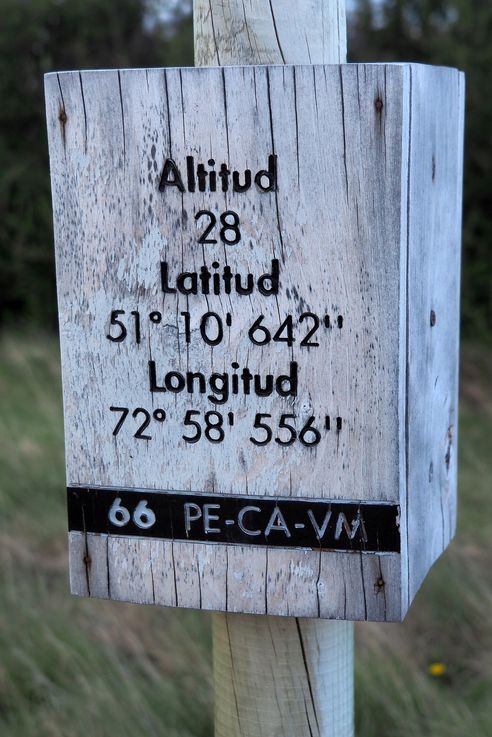 Altitud
28
Latitud
51° 10' 642''
Longitud
72° 58' 556''
66 PE-CA-VM